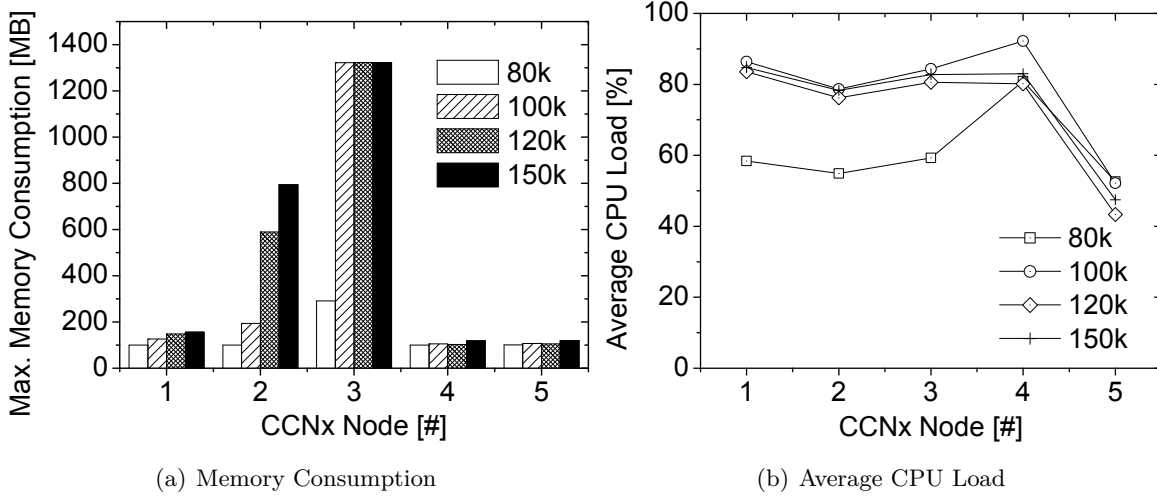 Max. Memory Consumption [MB]
1400
1300
1200
800
600
400
200
100
0
80k
100k
120k
150k
1
2
3
4
5
CCNx Node [#]
(a) Memory Consumption
Average CPU Load [%]
100
80
60
40
20
0
80k
100k
120k
150k
1
2
3
4
5
CCNx Node [#]
(b) Average CPU Load